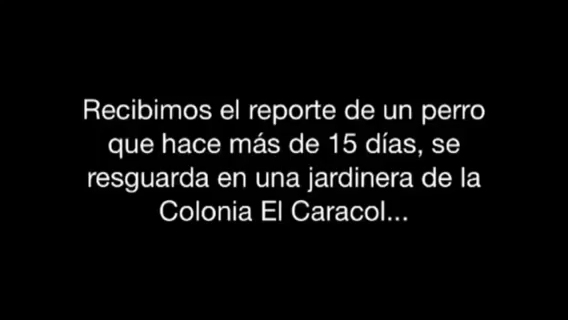 Recibimos el reporte de un perro
que hace más de 15 días, se
resguarda en una jardinera de la
Colonia El Caracol...